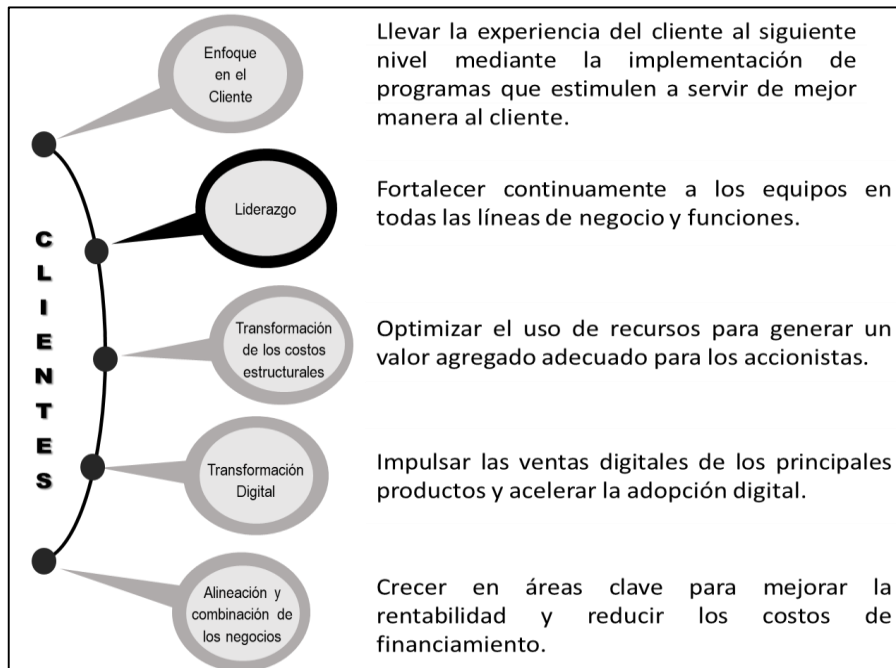 Enfoque
en el
Cliente
Llevar la experiencia del cliente al siguiente
nivel mediante la implementación de
programas que estimulen a servir de mejor
manera al cliente.
Liderazgo
Fortalecer continuamente a los equipos en
todas las líneas de negocio y funciones.
CLIENTES
Transformación
de los costos
estructurales
Optimizar el uso de recursos para generar un
valor agregado adecuado para los accionistas.
Transformación
Digital
Impulsar las ventas digitales de los principales
productos y acelerar la adopción digital.
Alineación y
combinación de
los negocios
Crecer en áreas clave para mejorar la
rentabilidad y reducir los costos de
financiamiento.